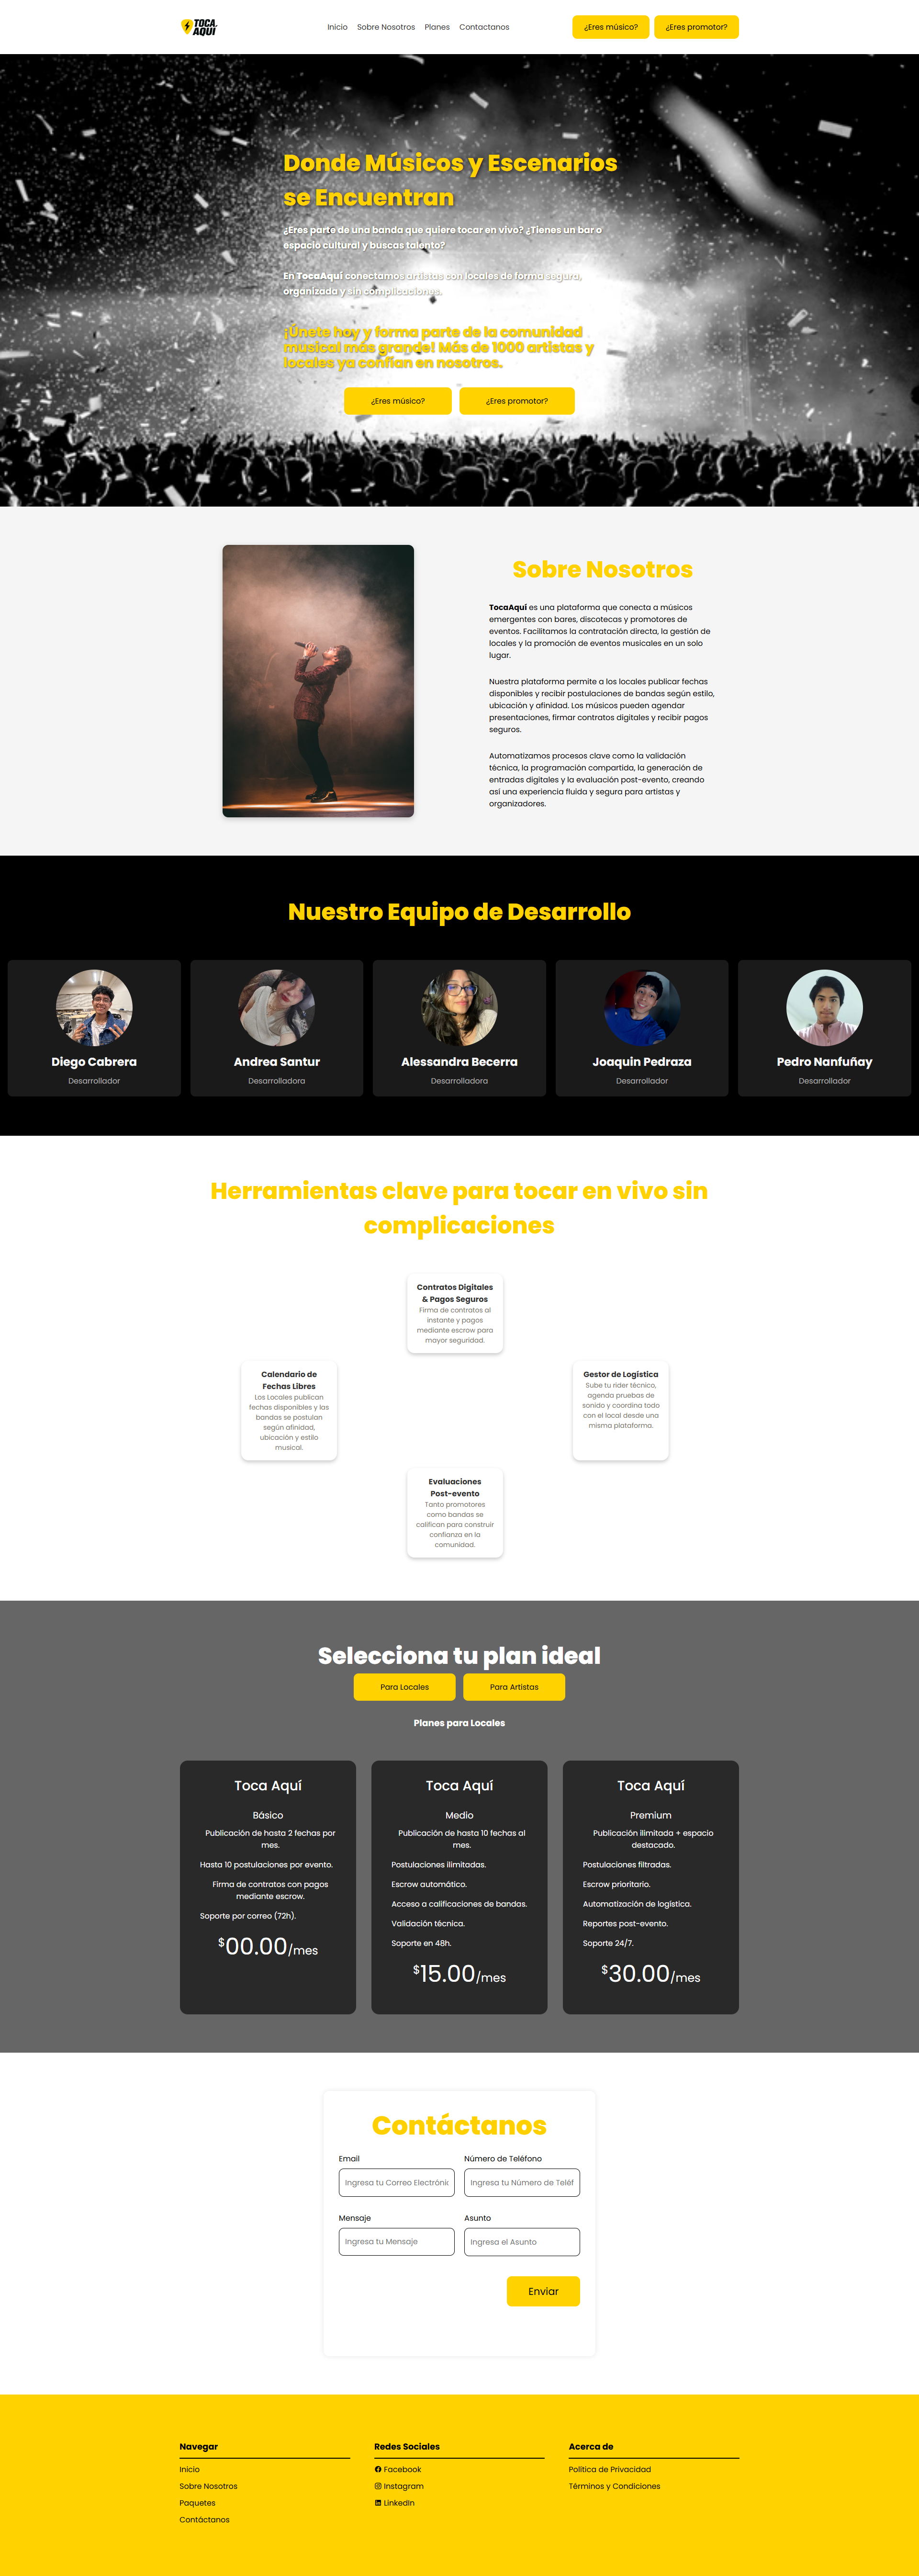 TOCA
AQUI
Inicio Sobre Nosotros Planes Contactanos
¿Eres músico? ¿Eres promotor?
Donde Músicos y Escenarios
se Encuentran
¿Eres parte de una banda que quiere tocar en vivo? ¿Tienes un bar o
espacio cultural y buscas talento?
En TocaAquí conectamos artistas con locales de forma segura,
organizada y sin complicaciones.
¡Únete hoy y forma parte de la comunidad
musical más grande! Más de 1000 artistas y
locales ya confían en nosotros.
¿Eres músico? ¿Eres promotor?
Sobre Nosotros
TocaAquí es una plataforma que conecta a músicos
emergentes con bares, discotecas y promotores de
eventos. Facilitamos la contratación directa, la gestión de
locales y la promoción de eventos musicales en un solo
lugar.
Nuestra plataforma permite a los locales publicar fechas
disponibles y recibir postulaciones de bandas según estilo,
ubicación y afinidad. Los músicos pueden agendar
presentaciones, firmar contratos digitales y recibir pagos
seguros.
Automatizamos procesos clave como la validación
técnica, la programación compartida, la generación de
entradas digitales y la evaluación post-evento, creando
así una experiencia fluida y segura para artistas y
organizadores.
Nuestro Equipo de Desarrollo
Diego Cabrera
Desarrollador
Andrea Santur
Desarrolladora
Alessandra Becerra
Desarrolladora
Joaquin Pedraza
Desarrollador
Pedro Nanfuñay
Desarrollador
Herramientas clave para tocar en vivo sin
complicaciones
Contratos Digitales
& Pagos Seguros
Firma de contratos al
instante y pagos
mediante escrow para
mayor seguridad.
Calendario de
Fechas Libres
Los Locales publican
fechas disponibles y las
bandas se postulan
según afinidad,
ubicación y estilo
musical.
Gestor de Logística
Sube tu rider técnico,
agenda pruebas de
sonido y coordina todo
con el local desde una
misma plataforma.
Evaluaciones
Post-evento
Tanto promotores
como bandas se
califican para construir
confianza en la
comunidad.
Selecciona tu plan ideal
Para Locales Para Artistas
Planes para Locales
Toca Aquí
Básico
Publicación de hasta 2 fechas por
mes.
Hasta 10 postulaciones por evento.
Firma de contratos con pagos
mediante escrow.
Soporte por correo (72h).
$00.00/mes
Toca Aquí
Medio
Publicación de hasta 10 fechas al
mes.
Postulaciones ilimitadas.
Escrow automático.
Acceso a calificaciones de bandas.
Validación técnica.
Soporte en 48h.
$15.00/mes
Toca Aquí
Premium
Publicación ilimitada + espacio
destacado.
Postulaciones filtradas.
Escrow prioritario.
Automatización de logística.
Reportes post-evento.
Soporte 24/7.
$30.00/mes
Contáctanos
Email Número de Teléfono
Ingresa tu Correo Electróni Ingresa tu Número de Teléf
Mensaje Asunto
Ingresa tu Mensaje Ingresa el Asunto
Enviar
Navegar
Inicio
Sobre Nosotros
Paquetes
Contáctanos
Redes Sociales
Facebook
Instagram
LinkedIn
Acerca de
Política de Privacidad
Términos y Condiciones